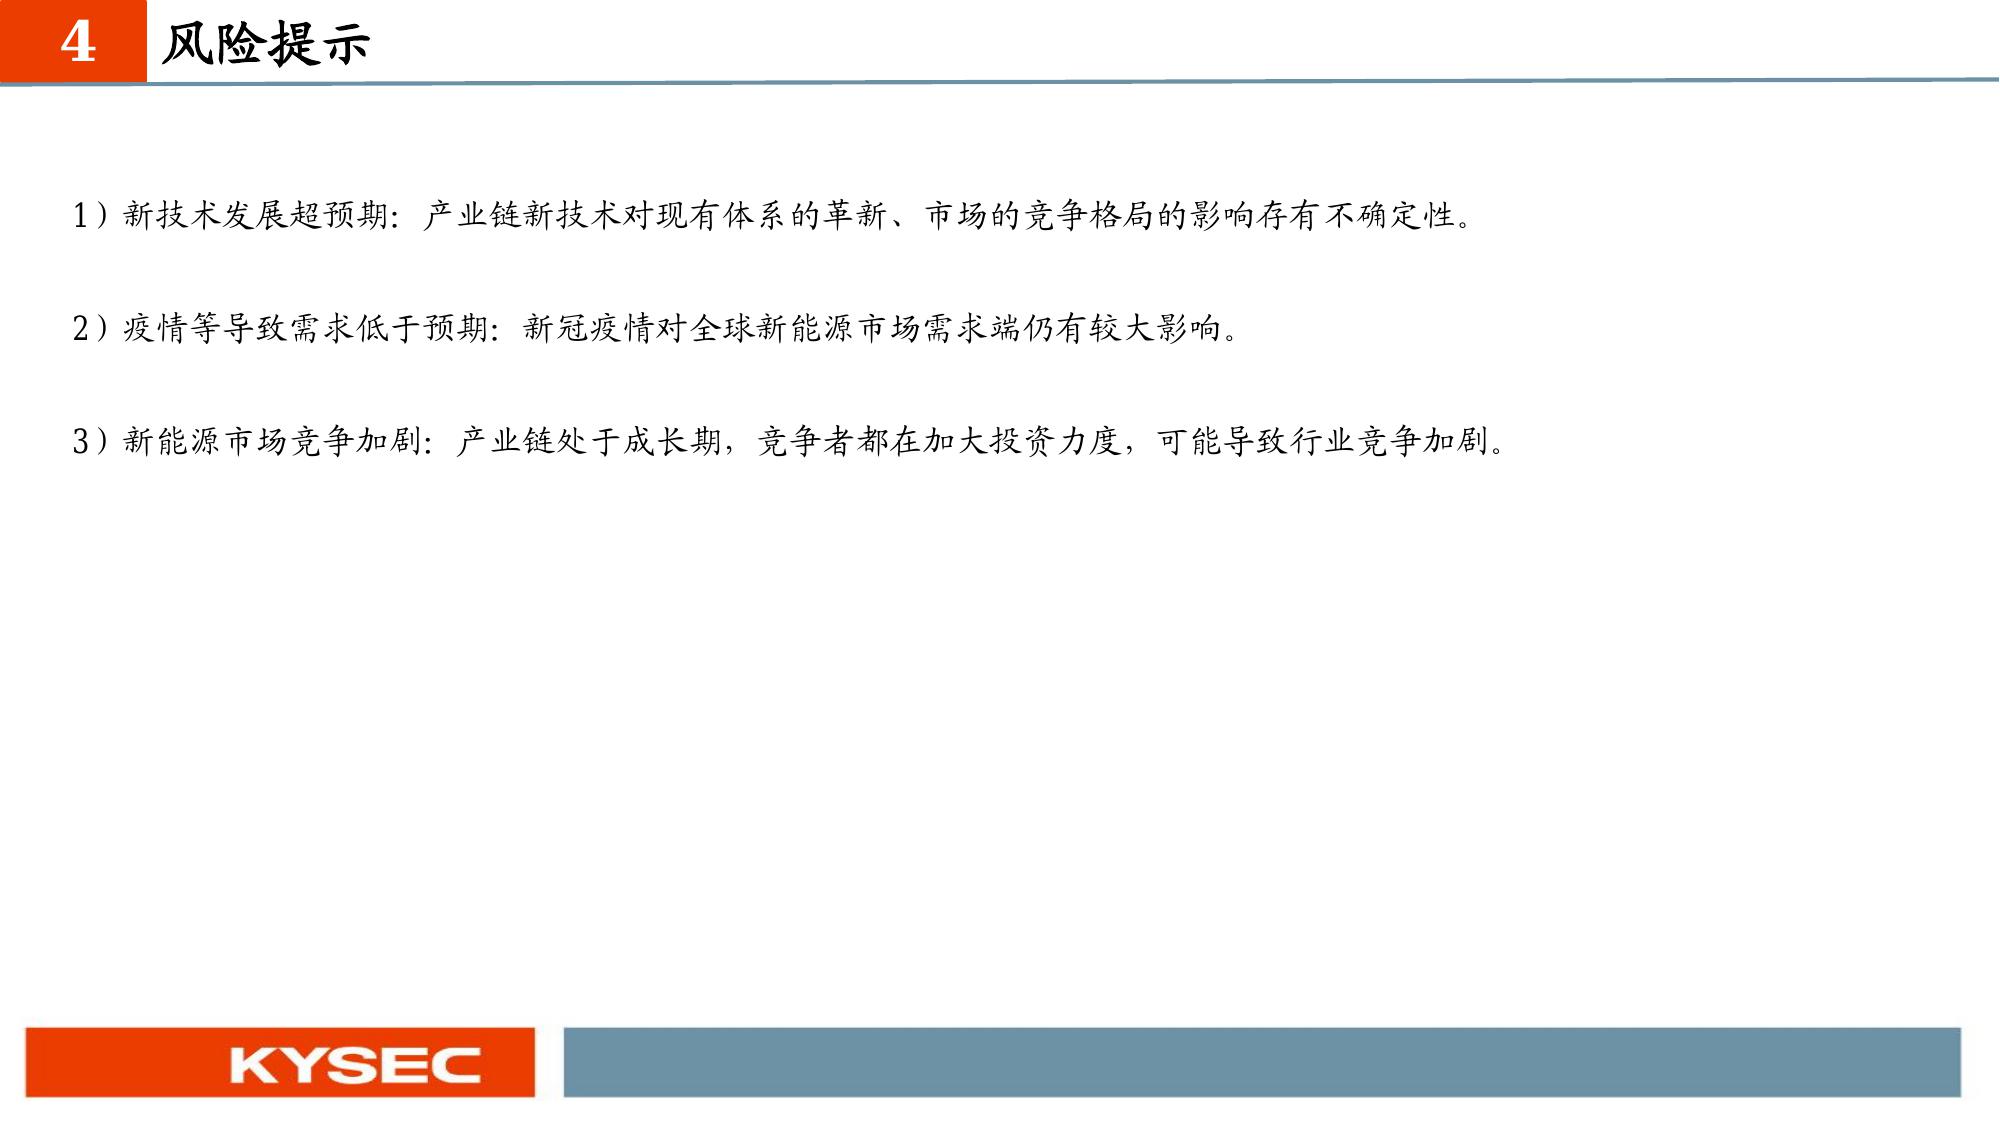 4 风险提示
1）新技术发展超预期：产业链新技术对现有体系的革新、市场的竞争格局的影响存有不确定性。
2）疫情等导致需求低于预期：新冠疫情对全球新能源市场需求端仍有较大影响。
3）新能源市场竞争加剧：产业链处于成长期，竞争者都在加大投资力度，可能导致行业竞争加剧。
KYSEC